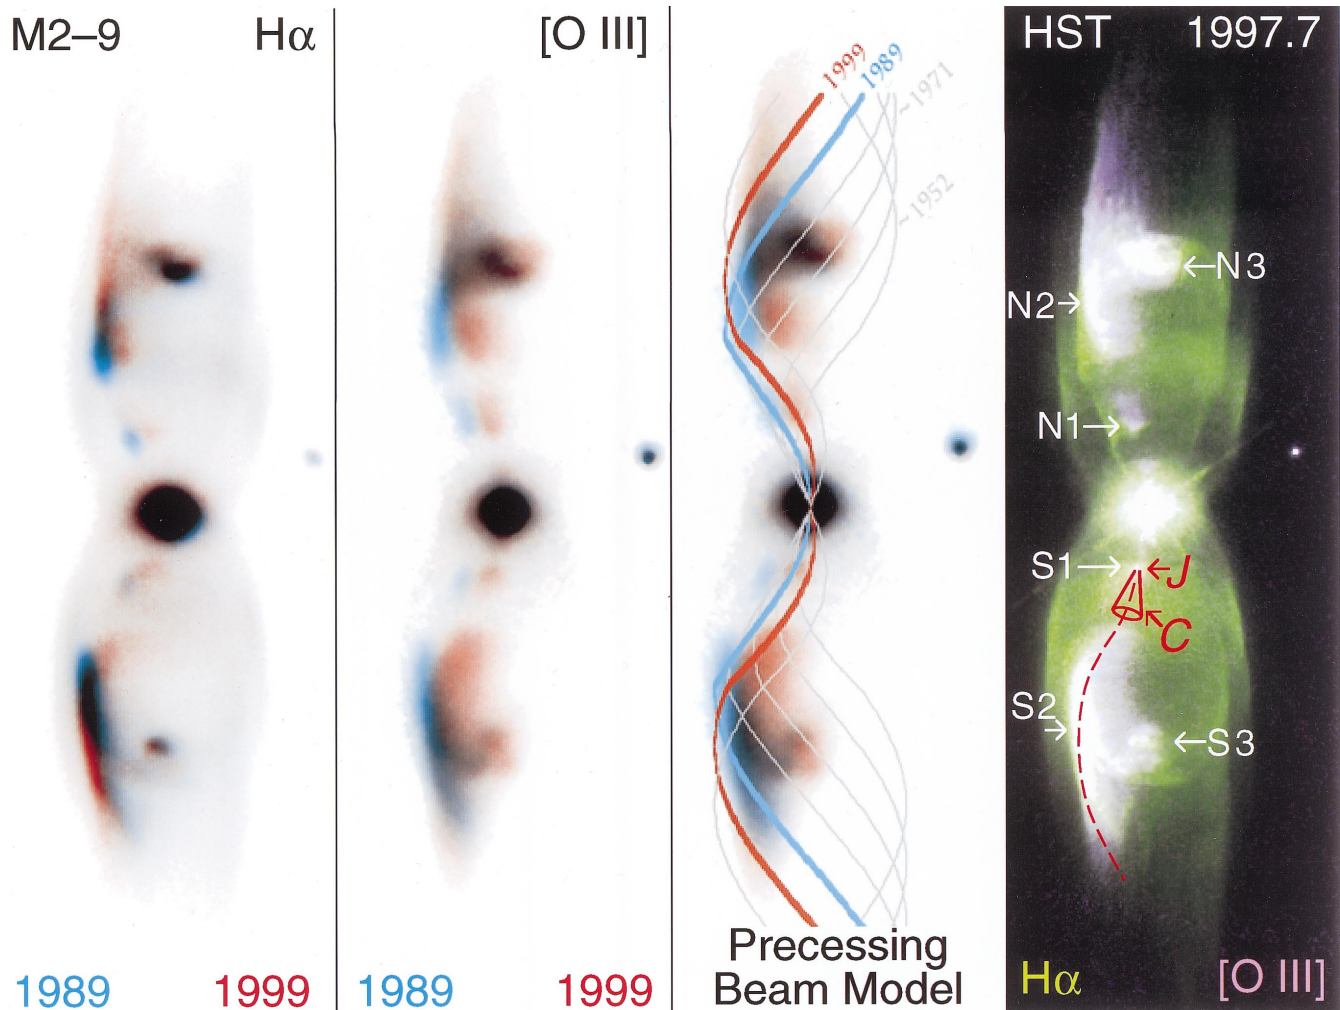 M2–9 Hα
[O III]
1999
1989
~1971
~1952
Precessing
Beam Model
1989 1999
1989 1999
HST 1997.7
←N3
N2→
N1→
S1→
←J
↖C
S2
→
←S3
Hα [O III]